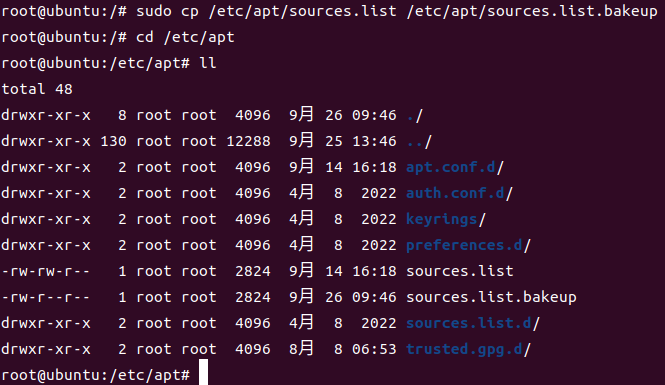 root@ubuntu:/# sudo cp /etc/apt/sources.list /etc/apt/sources.list.bakeup
root@ubuntu:/# cd /etc/apt
root@ubuntu:/etc/apt# ll
total 48
drwxr-xr-x   8 root root  4096  9月 26 09:46 ./
drwxr-xr-x 130 root root 12288  9月 25 13:46 ../
drwxr-xr-x   2 root root  4096  9月 14 16:18 apt.conf.d/
drwxr-xr-x   2 root root  4096  4月  8  2022 auth.conf.d/
drwxr-xr-x   2 root root  4096  4月  8  2022 keyrings/
drwxr-xr-x   2 root root  4096  4月  8  2022 preferences.d/
-rw-rw-r--   1 root root  2824  9月 14 16:18 sources.list
-rw-r--r--   1 root root  2824  9月 26 09:46 sources.list.bakeup
drwxr-xr-x   2 root root  4096  4月  8  2022 sources.list.d/
drwxr-xr-x   2 root root  4096  8月  8 06:53 trusted.gpg.d/
root@ubuntu:/etc/apt#